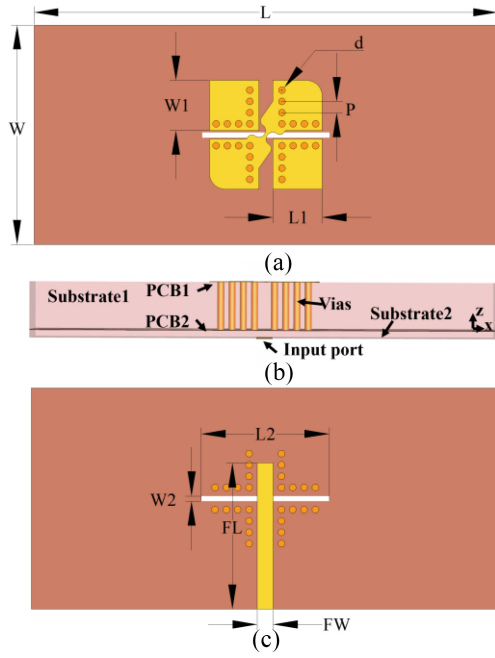 L
d
W1
P
W
L1
(a)
Substrate1
PCB1
Vias
PCB2
Substrate2
z
x
Input port
(b)
L2
W2
FL
FW
(c)